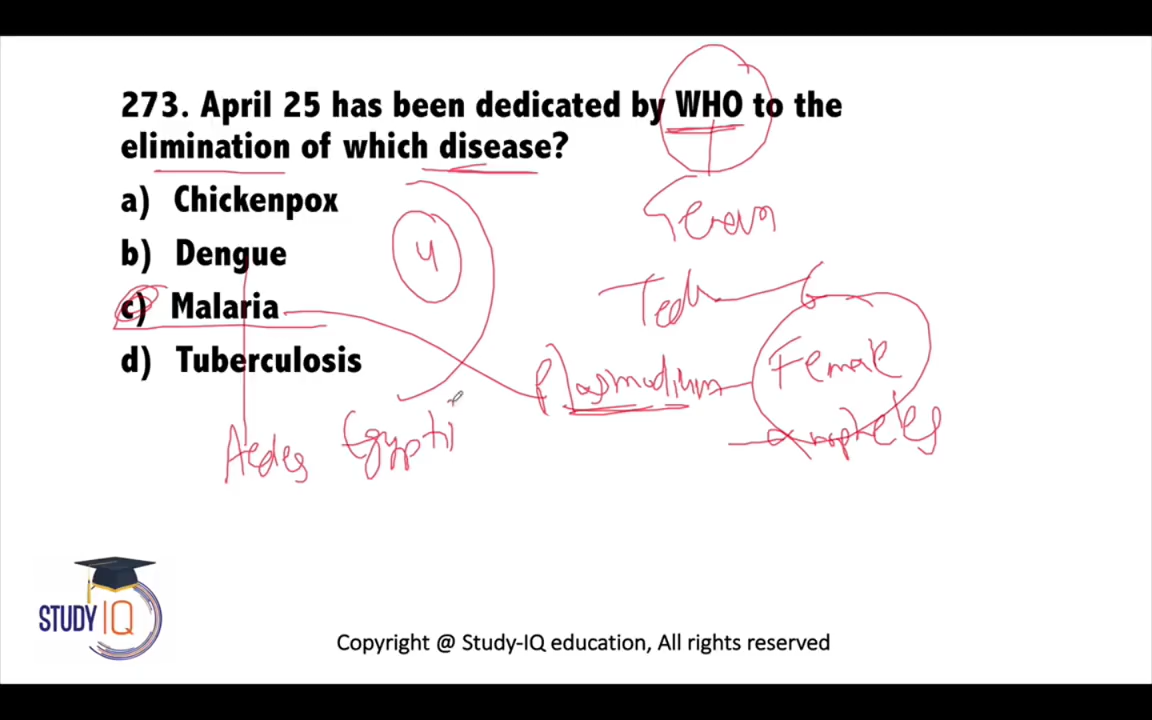 273. April 25 has been dedicated by WHO to the
elimination of which disease?
a) Chickenpox
b) Dengue
c) Malaria
d) Tuberculosis
4
Plasmodium
Female
Aedes Egypti
STUDY IQ
Copyright @ Study-IQ education, All rights reserved